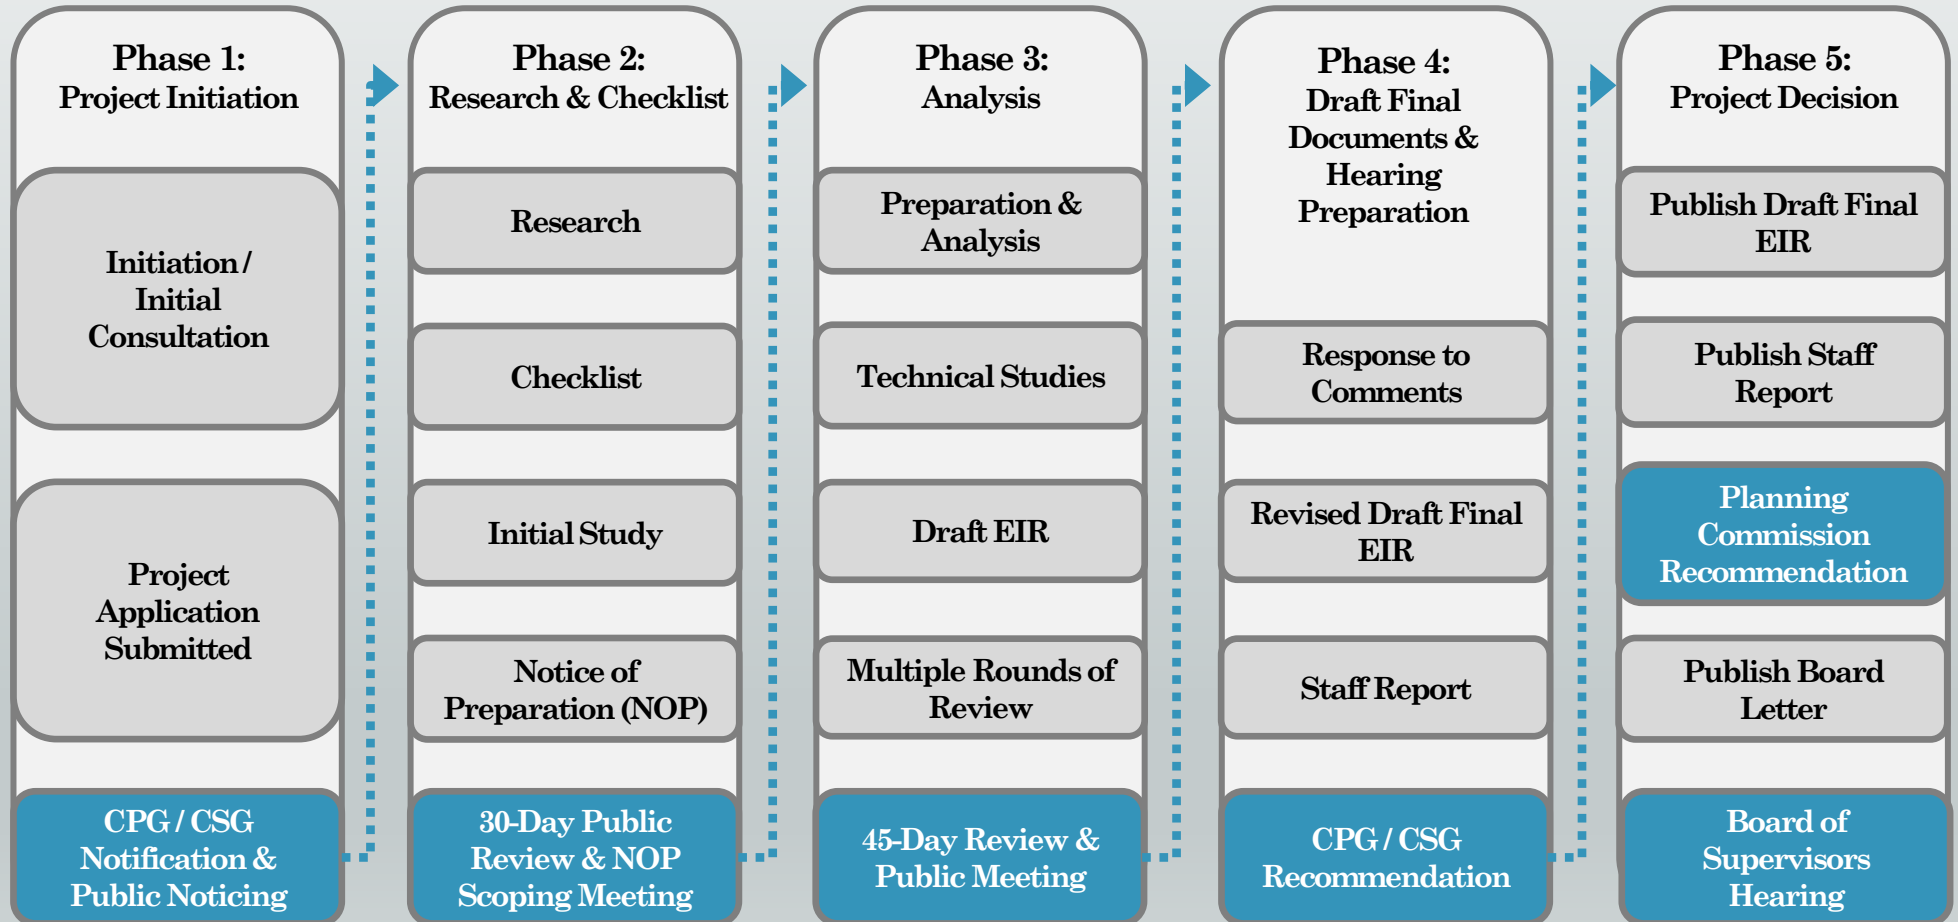 Phase 1:
Project Initiation
Initiation /
Initial
Consultation
Project
Application
Submitted
CPG / CSG
Notification &
Public Noticing
Phase 2:
Research & Checklist
Research
Checklist
Initial Study
Notice of
Preparation (NOP)
30-Day Public
Review & NOP
Scoping Meeting
Phase 3:
Analysis
Preparation &
Analysis
Technical Studies
Draft EIR
Multiple Rounds of
Review
45-Day Review &
Public Meeting
Phase 4:
Draft Final
Documents &
Hearing
Preparation
Response to
Comments
Revised Draft Final
EIR
Staff Report
CPG / CSG
Recommendation
Phase 5:
Project Decision
Publish Draft Final
EIR
Publish Staff
Report
Planning
Commission
Recommendation
Publish Board
Letter
Board of
Supervisors
Hearing